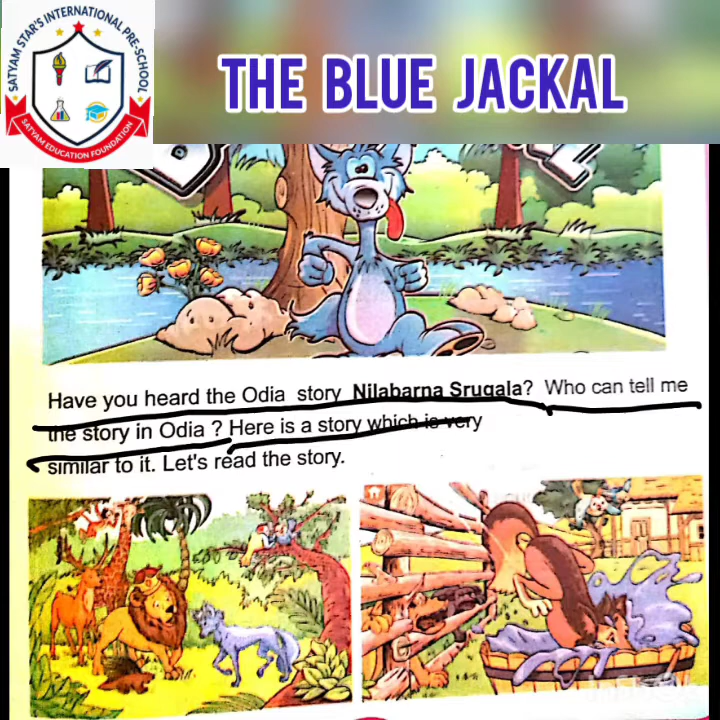 SATYAM STAR'S INTERNATIONAL PRE-SCHOOL
SATYAM EDUCATION FOUNDATION
THE BLUE JACKAL
Have you heard the Odia story Nilabarna Srugala? Who can tell me
the story in Odia ? Here is a story which is very
similar to it. Let's read the story.